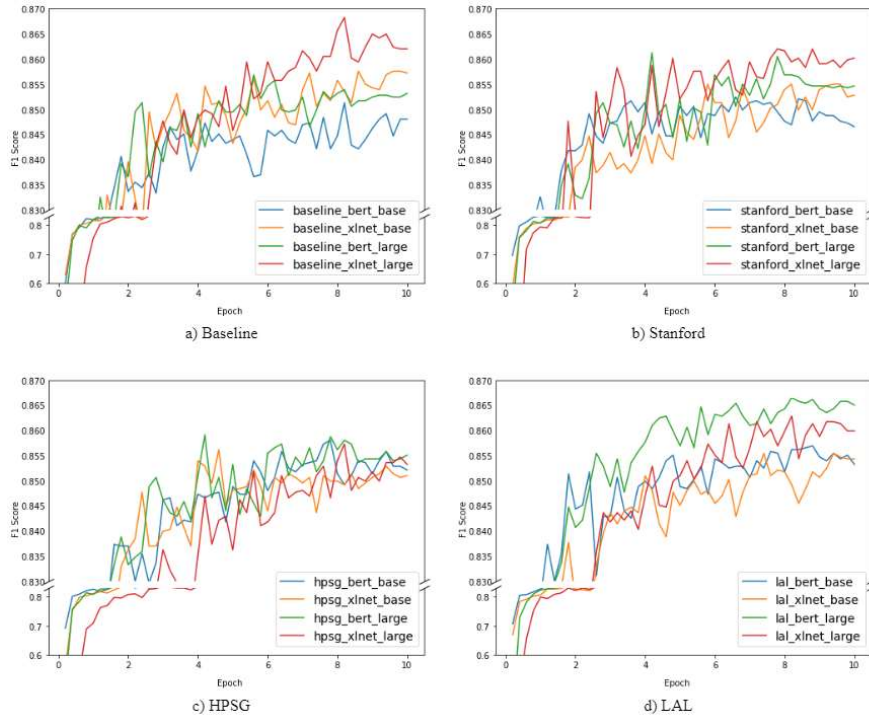 0.870
0.865
0.860
0.855
0.850
0.845
0.840
0.835
0.830
0.8
0.7
0.6
F1 Score
baseline_bert_base
baseline_xlnet_base
baseline_bert_large
baseline_xlnet_large
0 2 4 6 8 10
Epoch
a) Baseline
0.870
0.865
0.860
0.855
0.850
0.845
0.840
0.835
0.830
0.8
0.7
0.6
F1 Score
stanford_bert_base
stanford_xlnet_base
stanford_bert_large
stanford_xlnet_large
0 2 4 6 8 10
Epoch
b) Stanford
0.870
0.865
0.860
0.855
0.850
0.845
0.840
0.835
0.830
0.8
0.7
0.6
F1 Score
hpsg_bert_base
hpsg_xlnet_base
hpsg_bert_large
hpsg_xlnet_large
0 2 4 6 8 10
Epoch
c) HPSG
0.870
0.865
0.860
0.855
0.850
0.845
0.840
0.835
0.830
0.8
0.7
0.6
F1 Score
lal_bert_base
lal_xlnet_base
lal_bert_large
lal_xlnet_large
0 2 4 6 8 10
Epoch
d) LAL